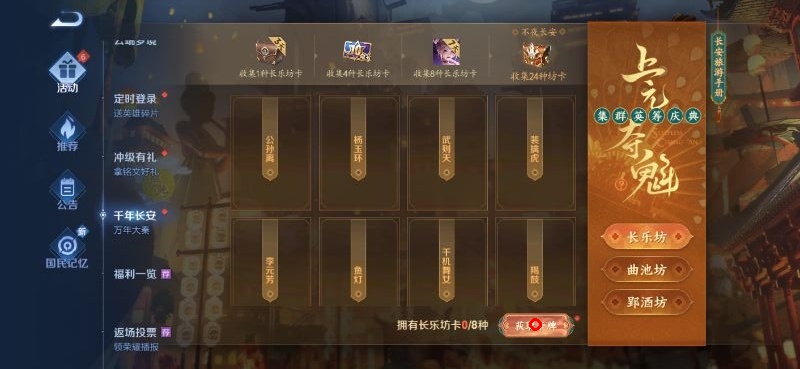 活动
推荐
公告
新
国民记忆
定时登录
送英雄碎片
冲级有礼
拿铭文好礼
千年长安
万年大秦
福利一览
荐
返场投票
荐
领荣耀播报
收集1种长乐坊卡
收集4种长乐坊卡
收集8种长乐坊卡
不夜长安
收集24种坊卡
公孙离
杨玉环
武则天
裴擒虎
李元芳
鱼灯
千机舞女
羯鼓
拥有长乐坊卡0/8种
上元夺魁
集群英筹庆典
长安旅游手册
长乐坊
曲池坊
郢酒坊